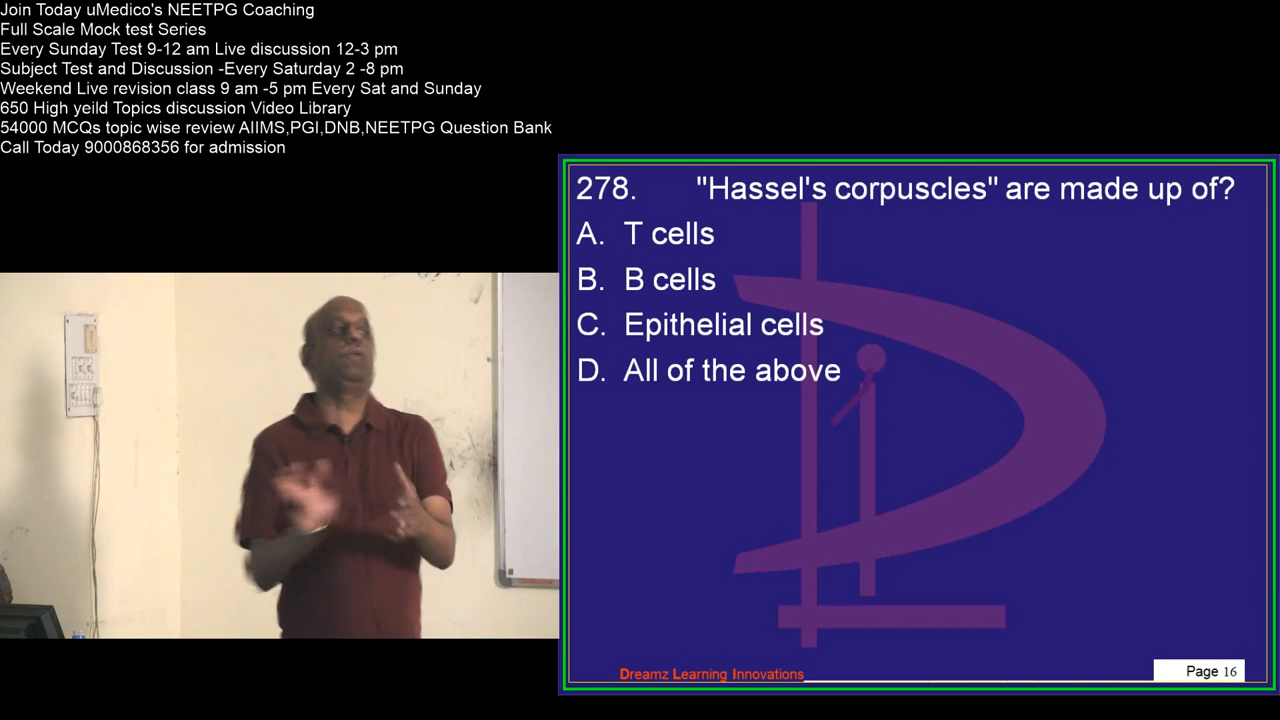 Join Today uMedico's NEETPG Coaching
Full Scale Mock test Series
Every Sunday Test 9-12 am Live discussion 12-3 pm
Subject Test and Discussion -Every Saturday 2 -8 pm
Weekend Live revision class 9 am -5 pm Every Sat and Sunday
650 High yeild Topics discussion Video Library
54000 MCQs topic wise review AIIMS,PGI,DNB,NEETPG Question Bank
Call Today 9000868356 for admission
278. "Hassel's corpuscles" are made up of?
A. T cells
B. B cells
C. Epithelial cells
D. All of the above
Dreamz Learning Innovations
Page 16